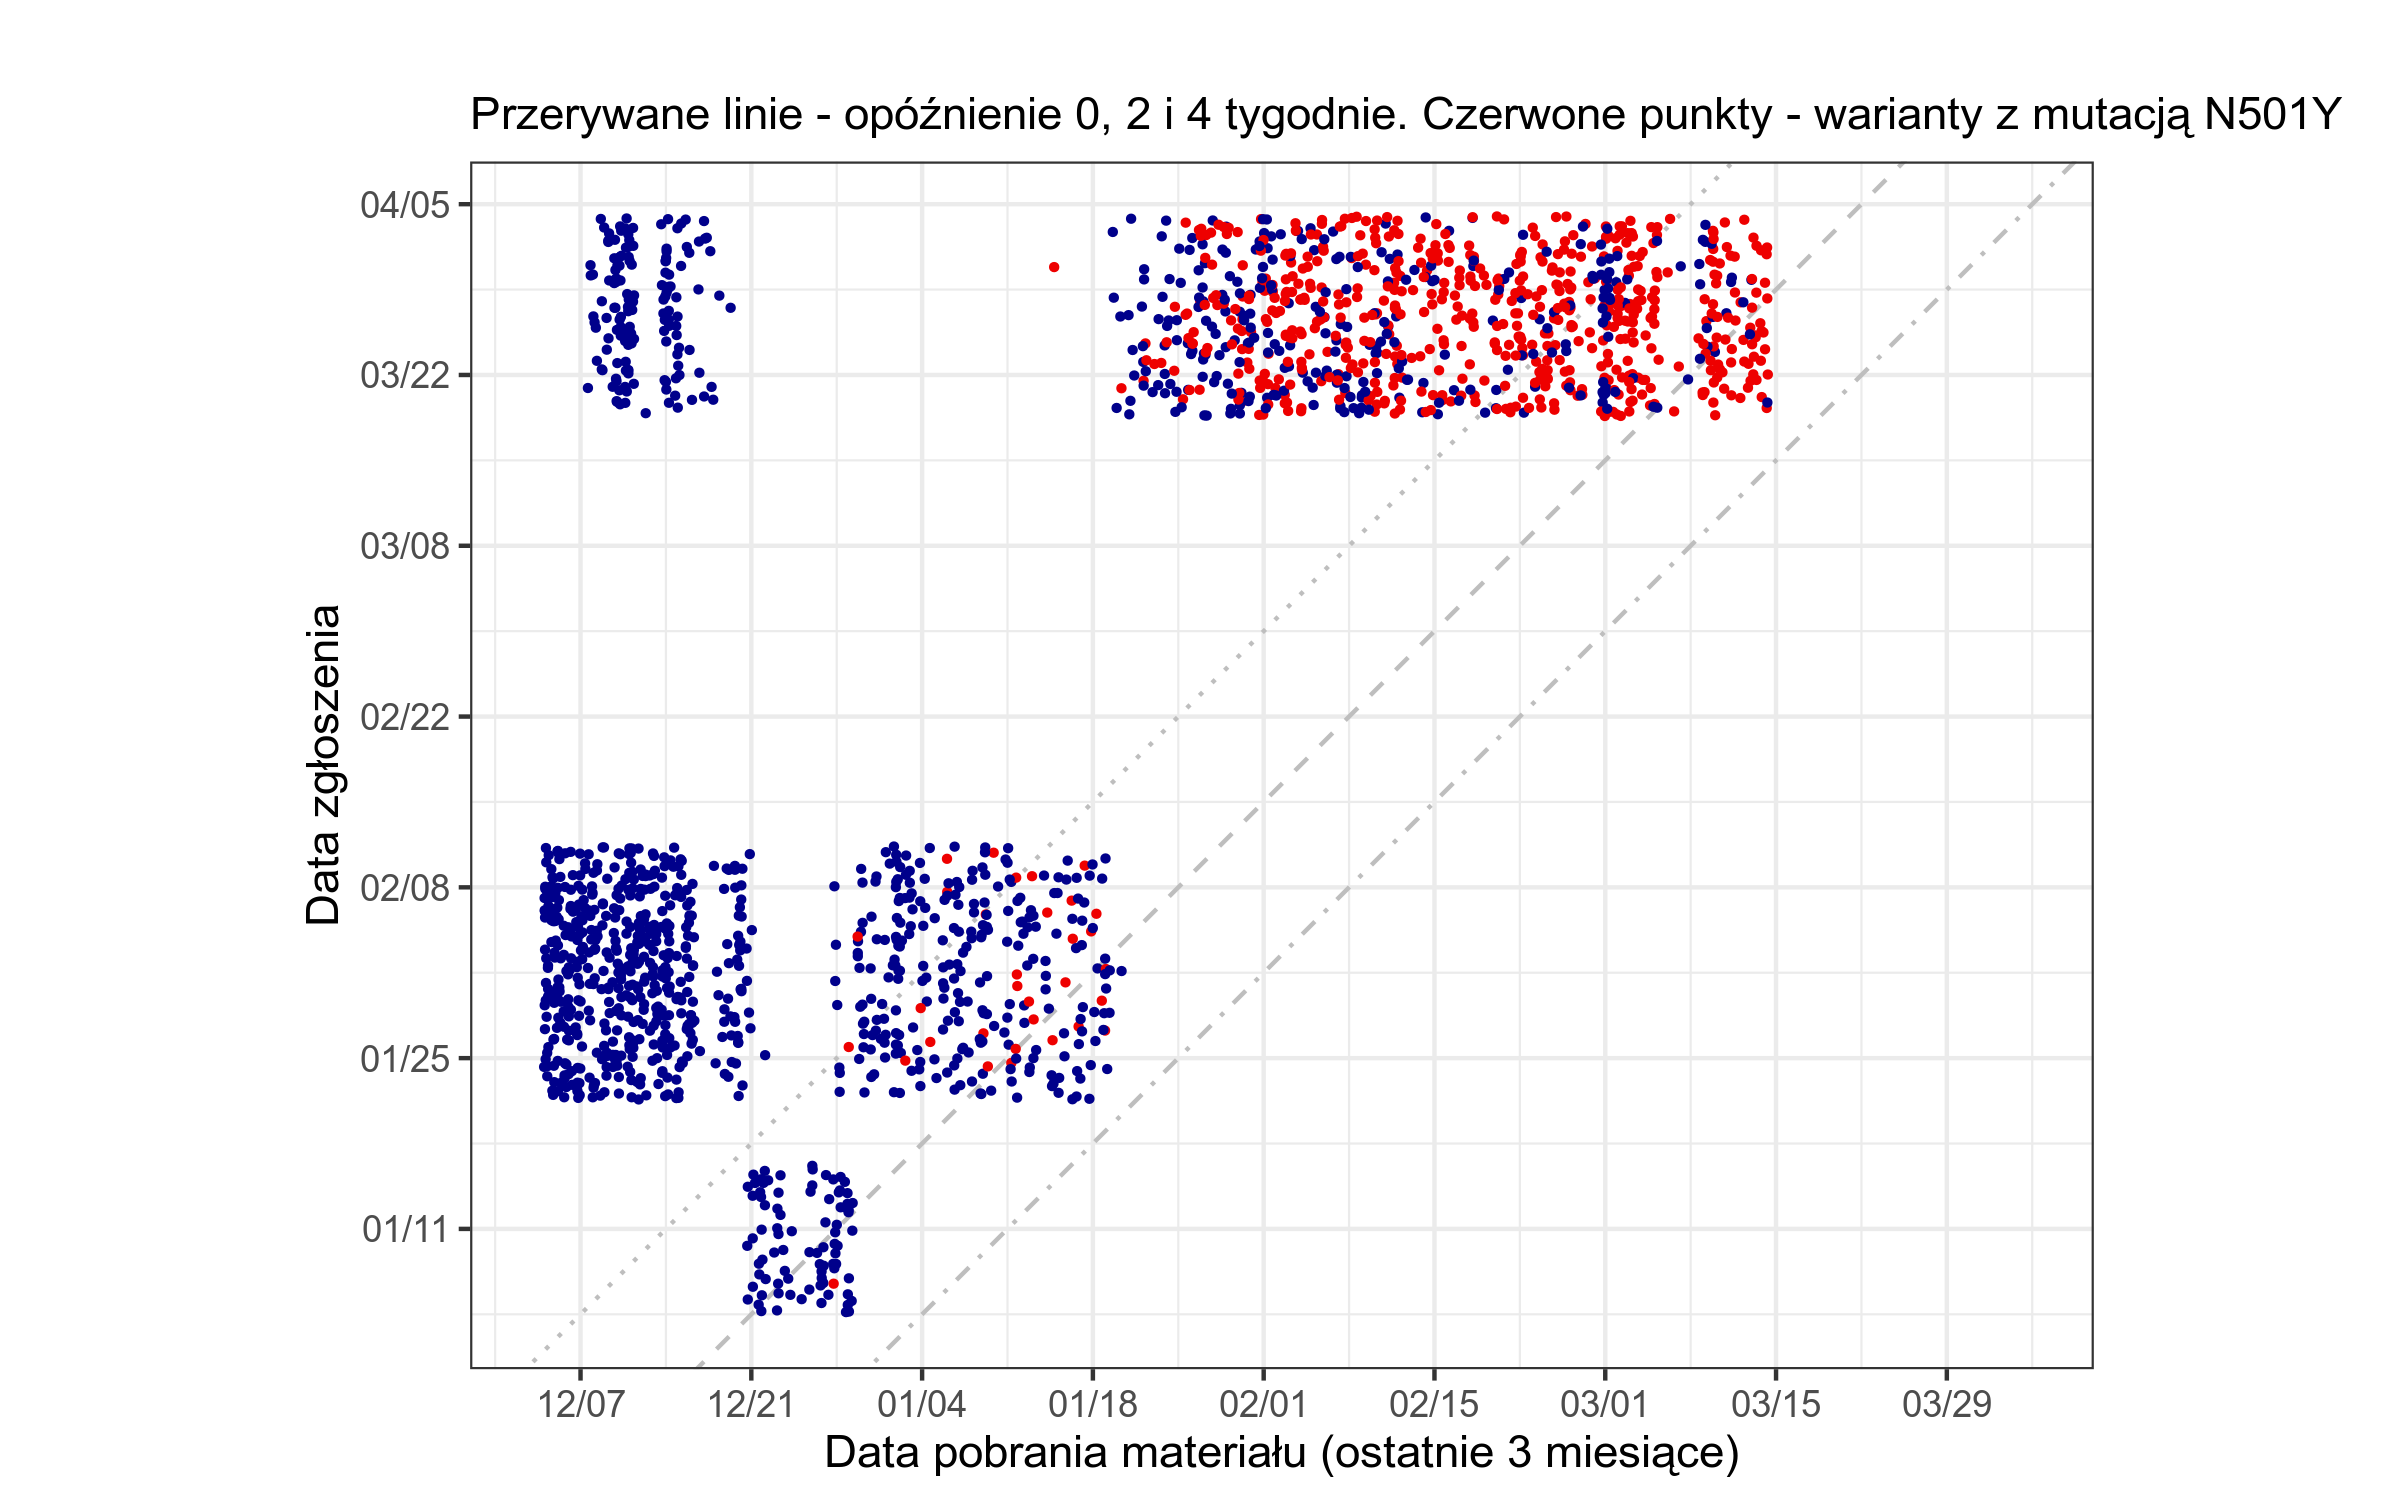 Przerywane linie - opóźnienie 0, 2 i 4 tygodnie. Czerwone punkty - warianty z mutacją N501Y
Data zgłoszenia
04/05
03/22
03/08
02/22
02/08
01/25
01/11
12/07 12/21 01/04 01/18 02/01 02/15 03/01 03/15 03/29
Data pobrania materiału (ostatnie 3 miesiące)